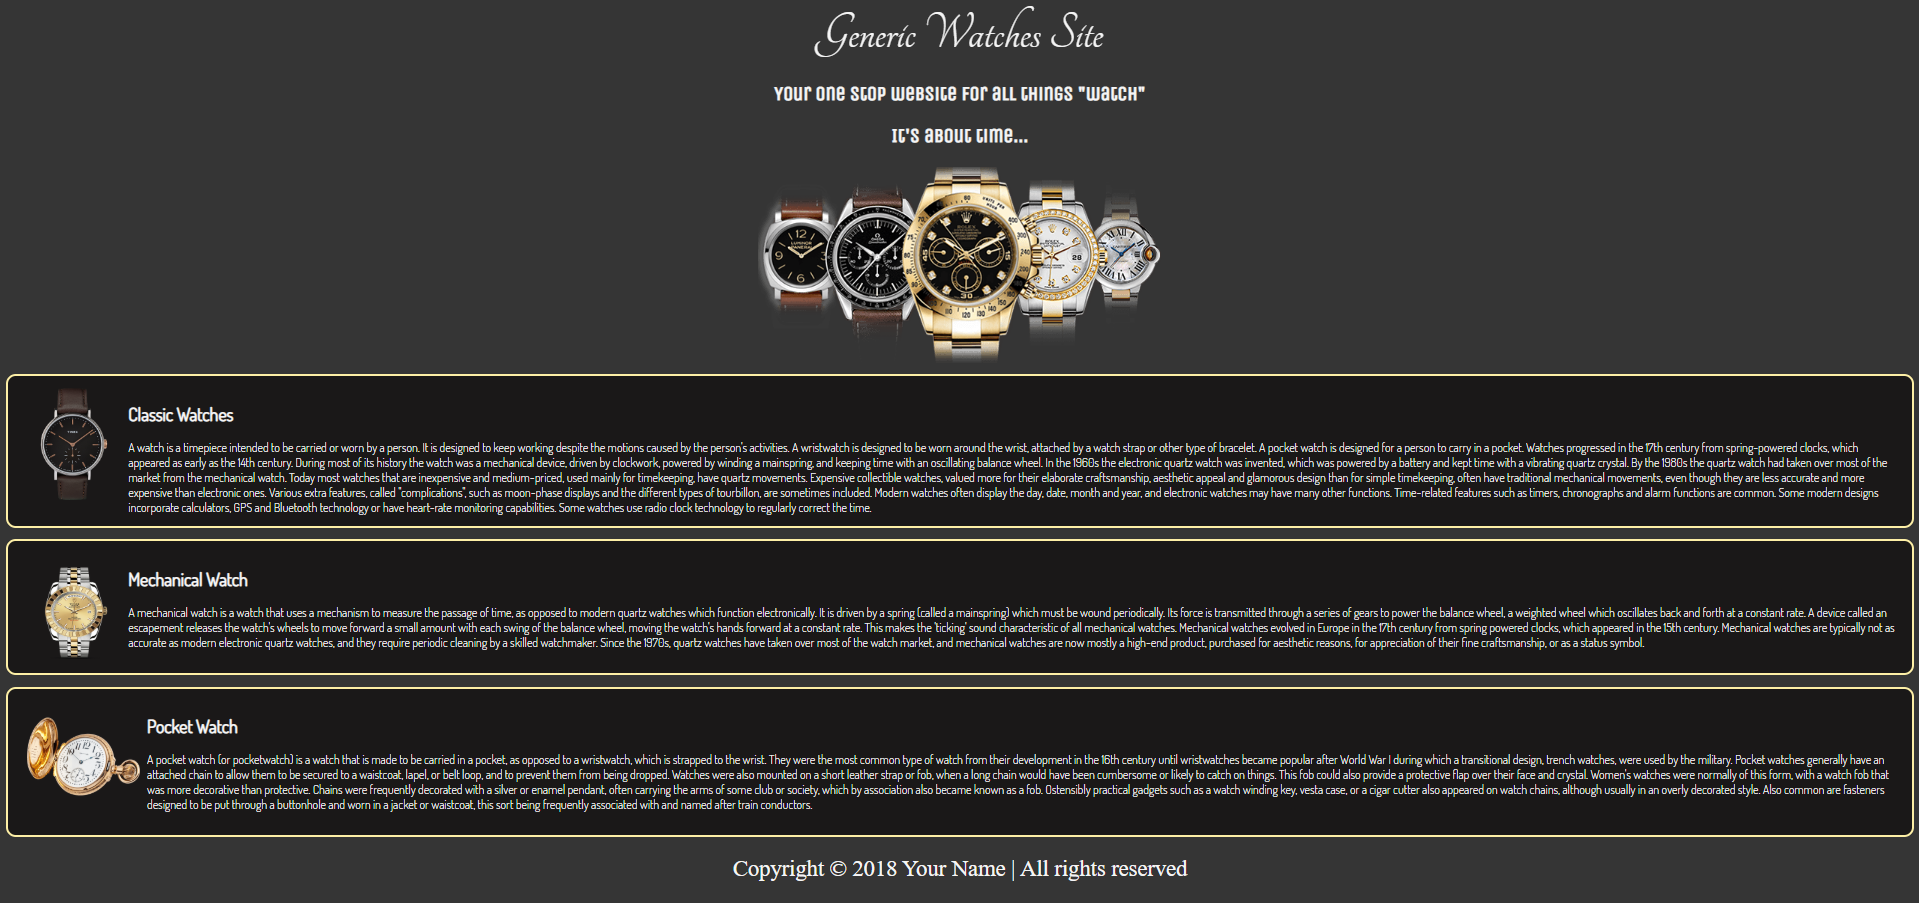 Generic Watches Site
Your one stop website for all things "watch"
It's about time...
Classic Watches
A watch is a timepiece intended to be carried or worn by a person. It is designed to keep working despite the motions caused by the person's activities. A wristwatch is designed to be worn around the wrist, attached by a watch strap or other type of bracelet. A pocket watch is designed for a person to carry in a pocket. Watches progressed in the 17th century from spring-powered clocks, which
appeared as early as the 14th century. During most of its history the watch was a mechanical device, driven by clockwork, powered by winding a mainspring, and keeping time with an oscillating balance wheel. In the 1960s the electronic quartz watch was invented, which was powered by a battery and kept time with a vibrating quartz crystal. By the 1980s the quartz watch had taken over most of the
market from the mechanical watch. Today most watches that are inexpensive and medium-priced, used mainly for timekeeping, have quartz movements. Expensive collectible watches, valued more for their elaborate craftsmanship, aesthetic appeal and glamorous design than for simple timekeeping, often have traditional mechanical movements, even though they are less accurate and more
expensive than electronic ones. Various extra features, called "complications", such as moon-phase displays and the different types of tourbillon, are sometimes included. Modern watches often display the day, date, month and year, and electronic watches may have many other functions. Time-related features such as timers, chronographs and alarm functions are common. Some modern designs
incorporate calculators, GPS and Bluetooth technology or have heart-rate monitoring capabilities. Some watches use radio clock technology to regularly correct the time.
Mechanical Watch
A mechanical watch is a watch that uses a mechanism to measure the passage of time, as opposed to modern quartz watches which function electronically. It is driven by a spring (called a mainspring) which must be wound periodically. Its force is transmitted through a series of gears to power the balance wheel, a weighted wheel which oscillates back and forth at a constant rate. A device called an
escapement releases the watch's wheels to move forward a small amount with each swing of the balance wheel, moving the watch's hands forward at a constant rate. This makes the 'ticking' sound characteristic of all mechanical watches. Mechanical watches evolved in Europe in the 17th century from spring powered clocks, which appeared in the 15th century. Mechanical watches are typically not as
accurate as modern electronic quartz watches, and they require periodic cleaning by a skilled watchmaker. Since the 1970s, quartz watches have taken over most of the watch market, and mechanical watches are now mostly a high-end product, purchased for aesthetic reasons, for appreciation of their fine craftsmanship, or as a status symbol.
Pocket Watch
A pocket watch (or pocketwatch) is a watch that is made to be carried in a pocket, as opposed to a wristwatch, which is strapped to the wrist. They were the most common type of watch from their development in the 16th century until wristwatches became popular after World War I during which a transitional design, trench watches, were used by the military. Pocket watches generally have an
attached chain to allow them to be secured to a waistcoat, lapel, or belt loop, and to prevent them from being dropped. Watches were also mounted on a short leather strap or fob, when a long chain would have been cumbersome or likely to catch on things. This fob could also provide a protective flap over their face and crystal. Women's watches were normally of this form, with a watch fob that
was more decorative than protective. Chains were frequently decorated with a silver or enamel pendant, often carrying the arms of some club or society, which by association also became known as a fob. Ostensibly practical gadgets such as a watch winding key, vesta case, or a cigar cutter also appeared on watch chains, although usually in an overly decorated style. Also common are fasteners
designed to be put through a buttonhole and worn in a jacket or waistcoat, this sort being frequently associated with and named after train conductors.
Copyright © 2018 Your Name | All rights reserved